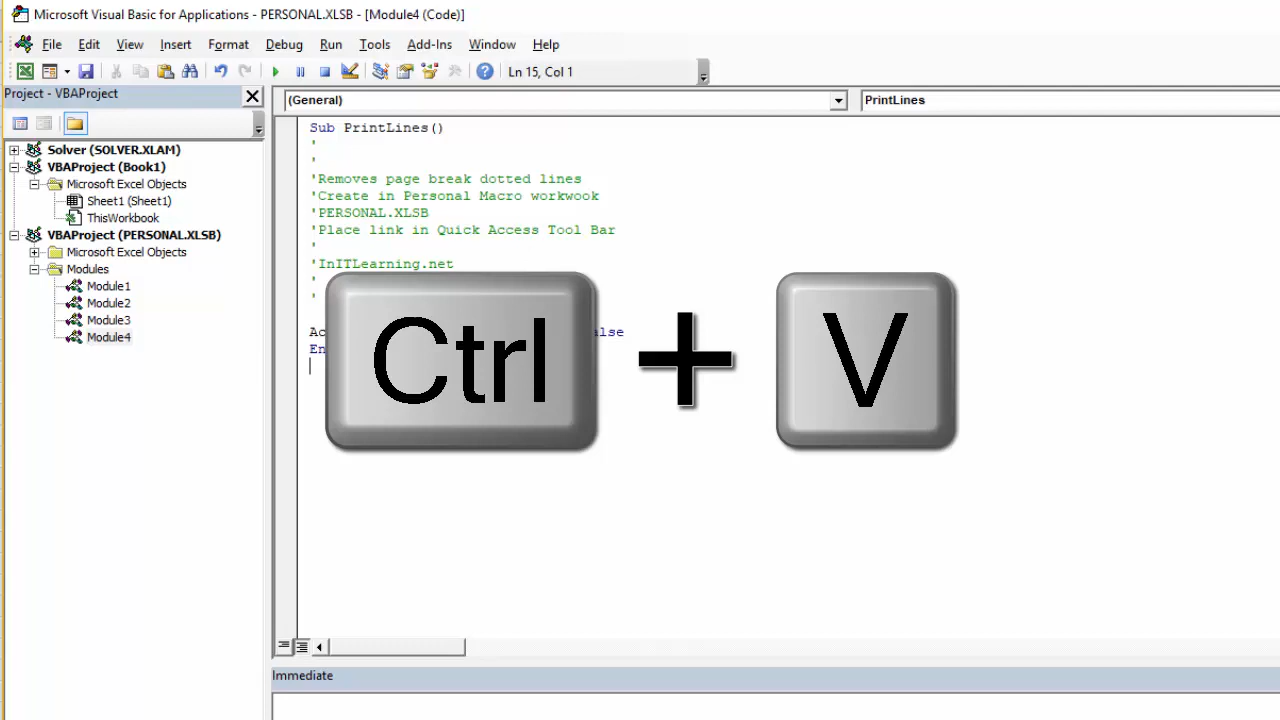 Microsoft Visual Basic for Applications - PERSONAL.XLSB - [Module4 (Code)]
File Edit View Insert Format Debug Run Tools Add-Ins Window Help
Ln 15, Col 1
Project - VBAProject
(General)
PrintLines
Solver (SOLVER.XLAM)
VBAProject (Book1)
Microsoft Excel Objects
Sheet1 (Sheet1)
ThisWorkbook
VBAProject (PERSONAL.XLSB)
Microsoft Excel Objects
Modules
Module1
Module2
Module3
Module4
Sub PrintLines()
'
'
'Removes page break dotted lines
'Create in Personal Macro workwook
'PERSONAL.XLSB
'Place link in Quick Access Tool Bar
'
'InITLearning.net
'
'
Ctrl + V
Immediate